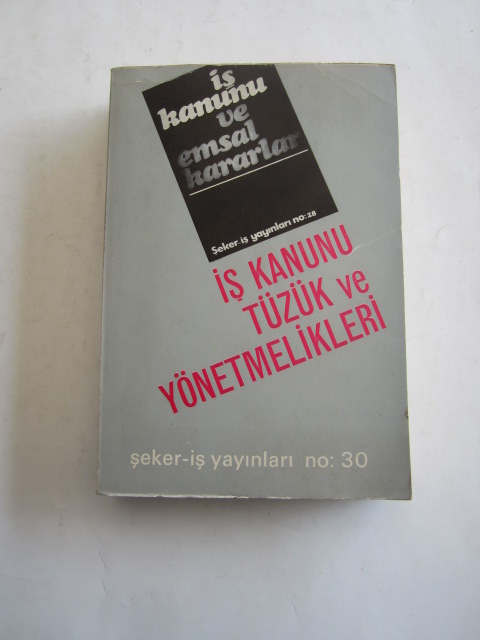 iş
kanunu
ve
emsal
kararlar
Şeker-iş yayınları no:28
İŞ KANUNU
TÜZÜK ve
YÖNETMELİKLERİ
şeker-iş yayınları no: 30